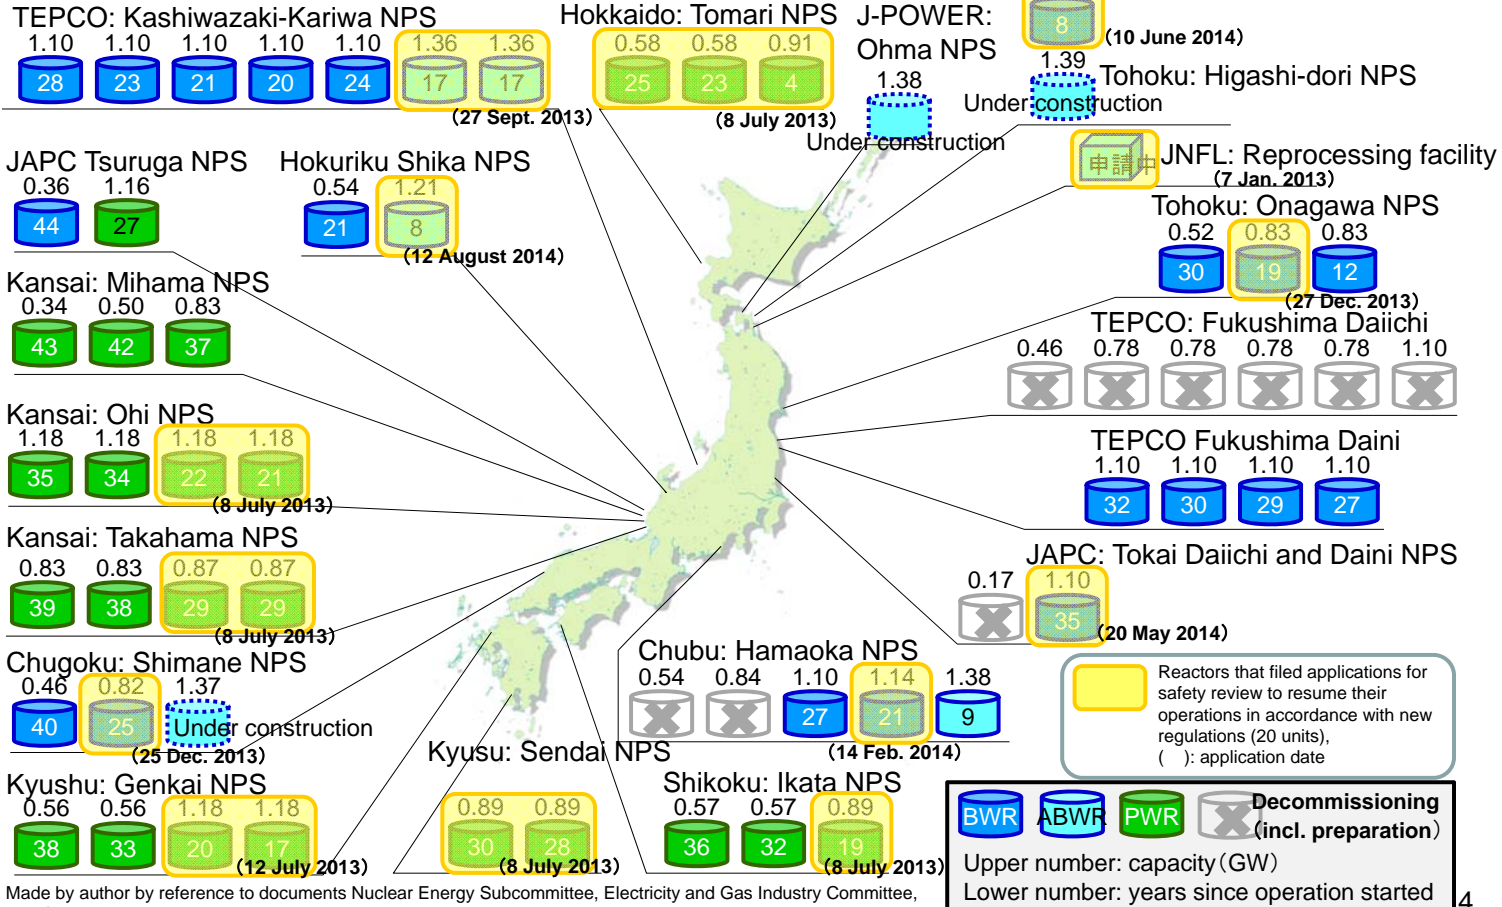 TEPCO: Kashiwazaki-Kariwa NPS
1.10 1.10 1.10 1.10 1.10 1.36 1.36
28 23 21 20 24 17 17
(27 Sept. 2013)
Hokkaido: Tomari NPS
0.58 0.58 0.91
25 23 4
(8 July 2013)
J-POWER:
Ohma NPS
1.38
Under construction
8
(10 June 2014)
1.39
Tohoku: Higashi-dori NPS
Under construction
申請中
JNFL: Reprocessing facility
(7 Jan. 2013)
JAPC Tsuruga NPS
0.36 1.16
44 27
Hokuriku Shika NPS
0.54 1.21
21 8
(12 August 2014)
Tohoku: Onagawa NPS
0.52 0.83 0.83
30 19 12
(27 Dec. 2013)
Kansai: Mihama NPS
0.34 0.50 0.83
43 42 37
TEPCO: Fukushima Daiichi
0.46 0.78 0.78 0.78 0.78 1.10
Kansai: Ohi NPS
1.18 1.18 1.18 1.18
35 34 22 21
(8 July 2013)
TEPCO Fukushima Daini
1.10 1.10 1.10 1.10
32 30 29 27
Kansai: Takahama NPS
0.83 0.83 0.87 0.87
39 38 29 29
(8 July 2013)
JAPC: Tokai Daiichi and Daini NPS
0.17 1.10
35
(20 May 2014)
Chugoku: Shimane NPS
0.46 0.82 1.37
40 25
Under construction
(25 Dec. 2013)
Chubu: Hamaoka NPS
0.54 0.84 1.10 1.14 1.38
27 21 9
(14 Feb. 2014)
Reactors that filed applications for
safety review to resume their
operations in accordance with new
regulations (20 units),
( ): application date
Kyushu: Genkai NPS
0.56 0.56 1.18 1.18
38 33 20 17
(12 July 2013)
Kyusu: Sendai NPS
0.89 0.89
30 28
(8 July 2013)
Shikoku: Ikata NPS
0.57 0.57 0.89
36 32 19
(8 July 2013)
BWR ABWR PWR
Decommissioning
(incl. preparation)
Upper number: capacity(GW)
Lower number: years since operation started
Made by author by reference to documents Nuclear Energy Subcommittee, Electricity and Gas Industry Committee,
4